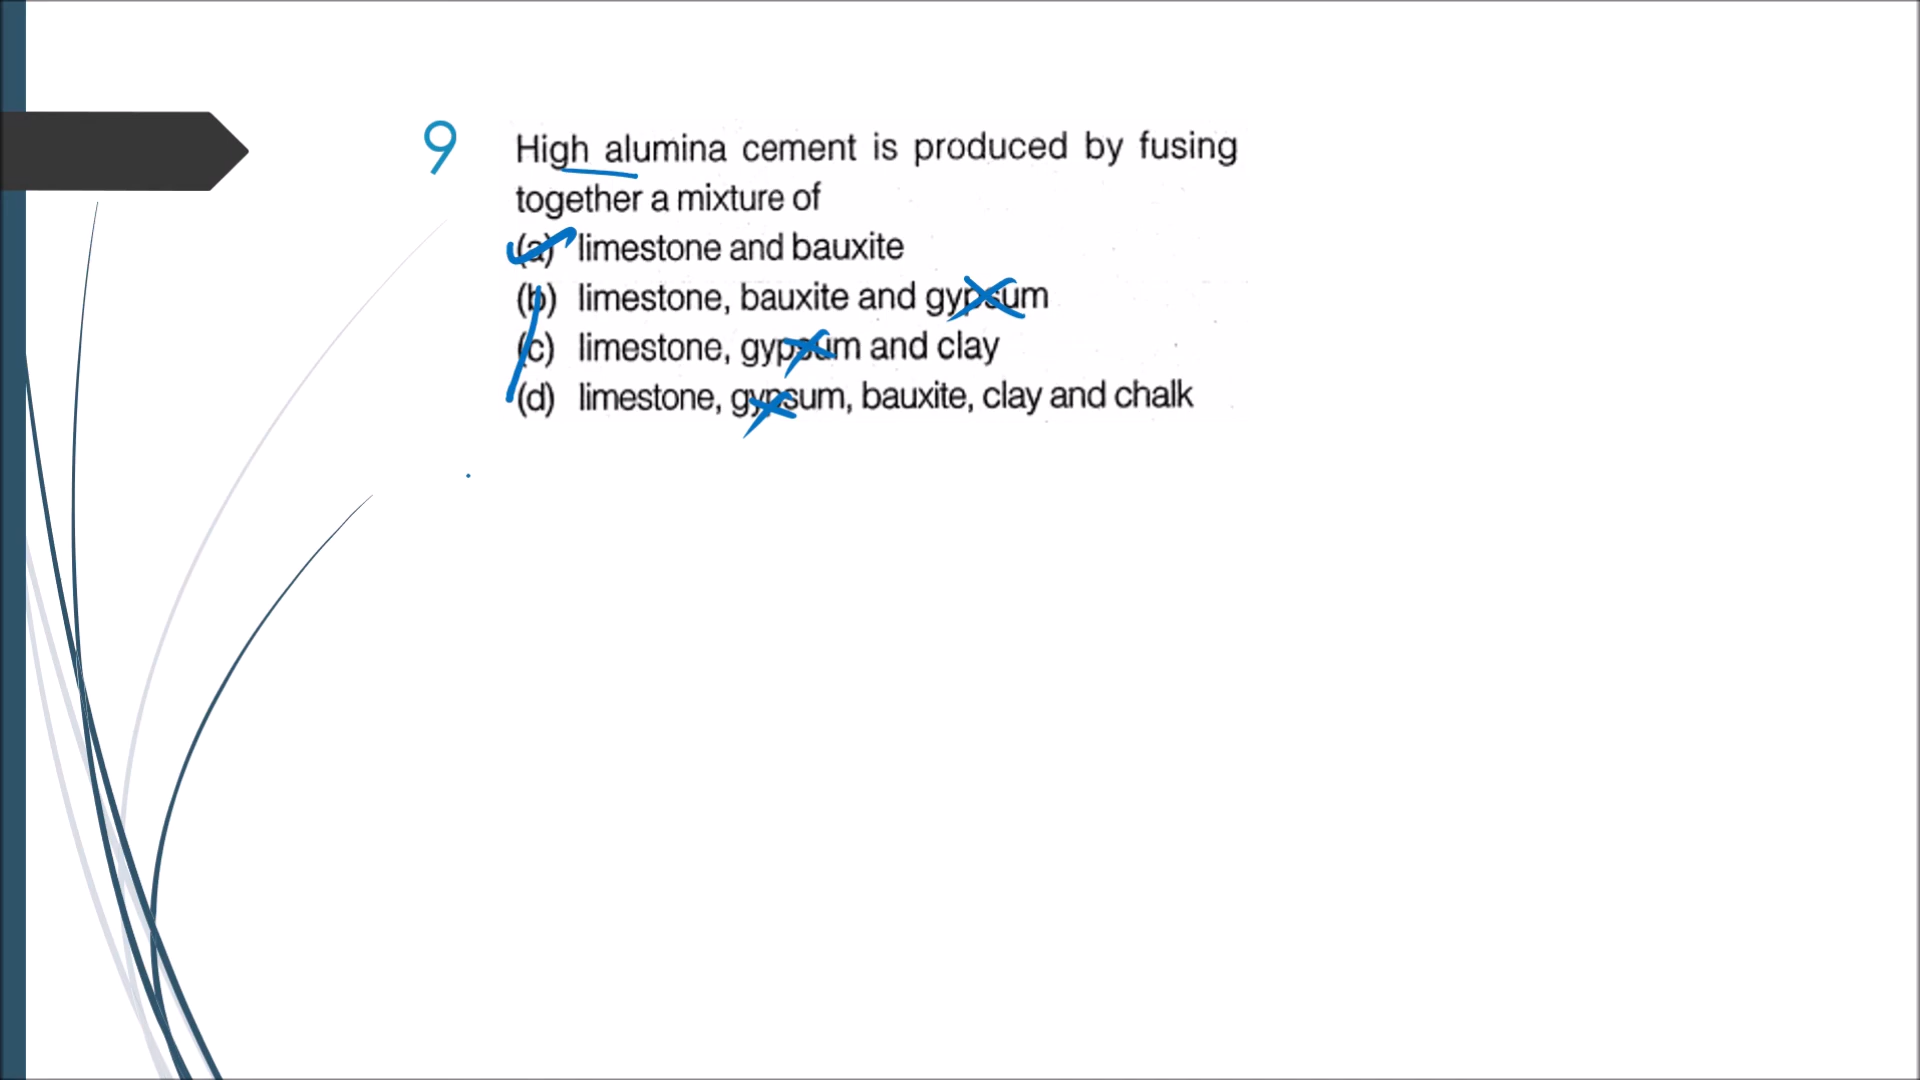 9
High alumina cement is produced by fusing
together a mixture of
(a) limestone and bauxite
(b) limestone, bauxite and gypsum
(c) limestone, gypsum and clay
(d) limestone, gypsum, bauxite, clay and chalk